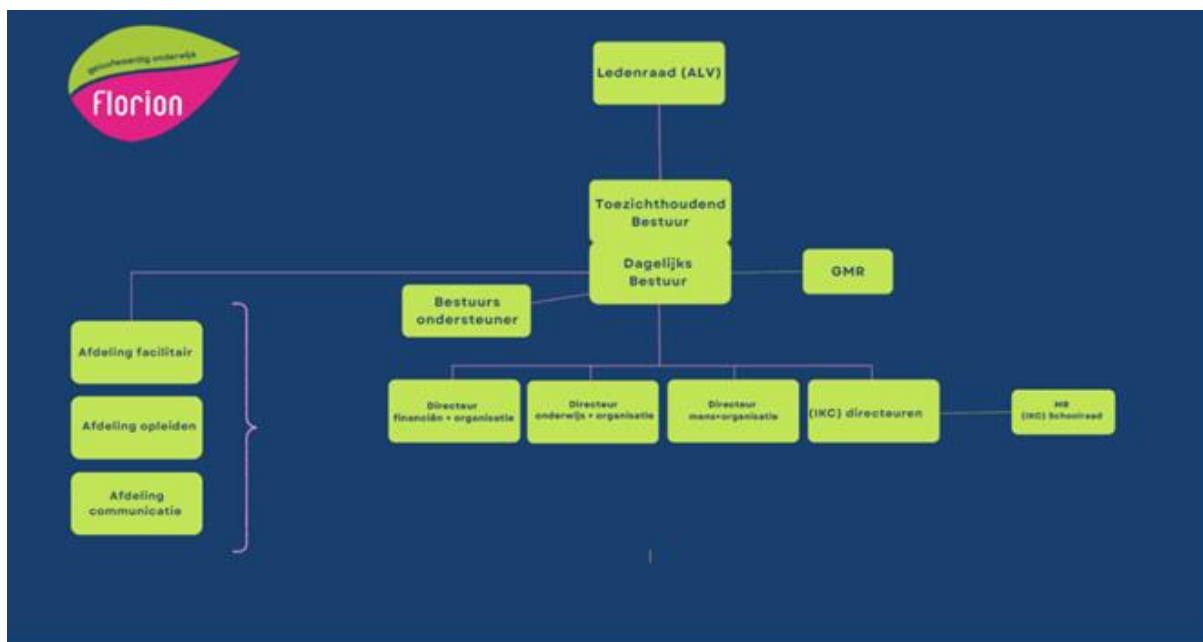 geloofwaardig onderwijs
Florion
Ledenraad (ALV)
Toezichthoudend
Bestuur
Dagelijks
Bestuur
GMR
Bestuurs
ondersteuner
Afdeling facilitair
Afdeling opleiden
Afdeling
communicatie
Directeur
financiën + organisatie
Directeur
onderwijs + organisatie
Directeur
mens+organisatie
(IKC) directeuren
MR
(IKC) Schoolraad